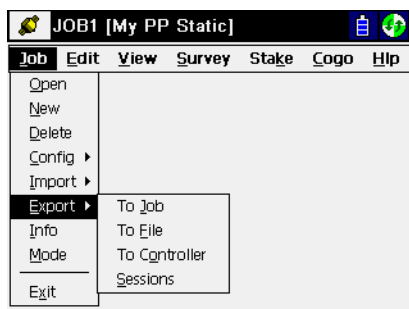 JOB1 [My PP Static]
Job Edit View Survey Stake Cogo Hlp
Open
New
Delete
Config
Import
Export
To Job
To File
To Controller
Sessions
Info
Mode
Exit